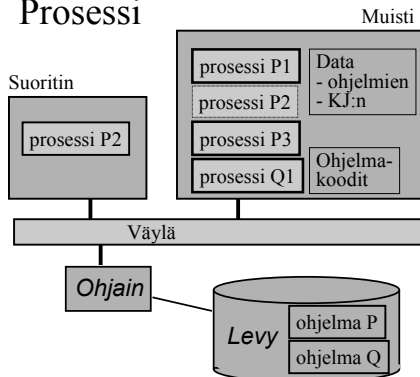 Prosessi
Muisti
Suoritin
prosessi P2
prosessi P1
prosessi P2
prosessi P3
prosessi Q1
Data
- ohjelmien
- KJ:n
Ohjelma-
koodit
Väylä
Ohjain
Levy
ohjelma P
ohjelma Q